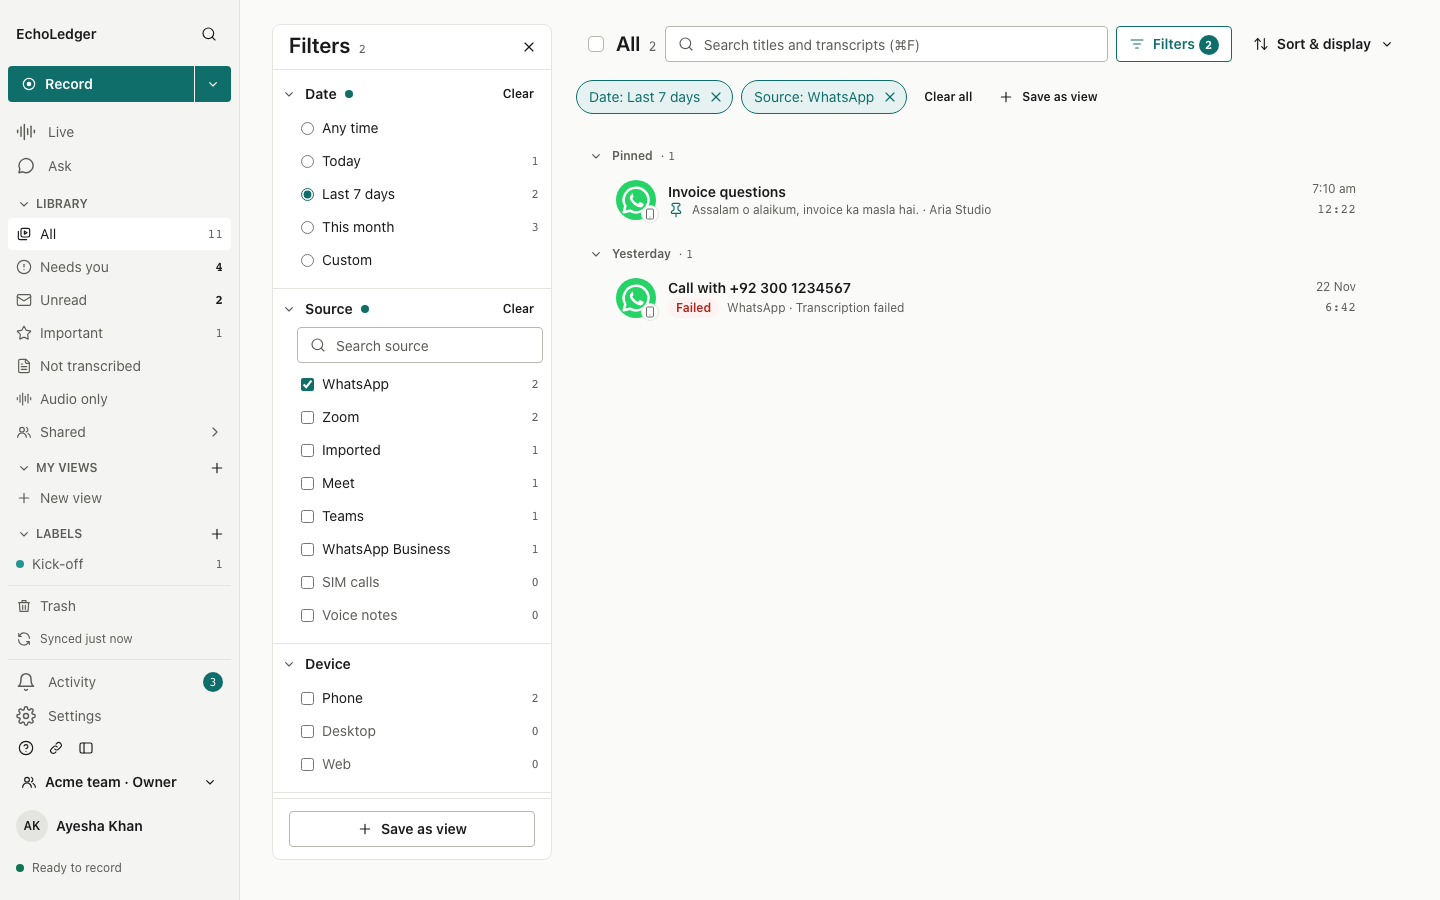 EchoLedger
Record
Live
Ask
LIBRARY
All 11
Needs you 4
Unread 2
Important 1
Not transcribed
Audio only
Shared
MY VIEWS
New view
LABELS
Kick-off 1
Trash
Synced just now
Activity 3
Settings
Acme team · Owner
AK Ayesha Khan
Ready to record
Filters 2
Date Clear
Any time
Today 1
Last 7 days 2
This month 3
Custom
Source Clear
Search source
WhatsApp 2
Zoom 2
Imported 1
Meet 1
Teams 1
WhatsApp Business 1
SIM calls 0
Voice notes 0
Device
Phone 2
Desktop 0
Web 0
Save as view
All 2
Search titles and transcripts (⌘F)
Filters 2
Sort & display
Date: Last 7 days
Source: WhatsApp
Clear all
Save as view
Pinned · 1
Invoice questions 7:10 am
Assalam o alaikum, invoice ka masla hai. · Aria Studio 12:22
Yesterday · 1
Call with +92 300 1234567 22 Nov
Failed WhatsApp · Transcription failed 6:42